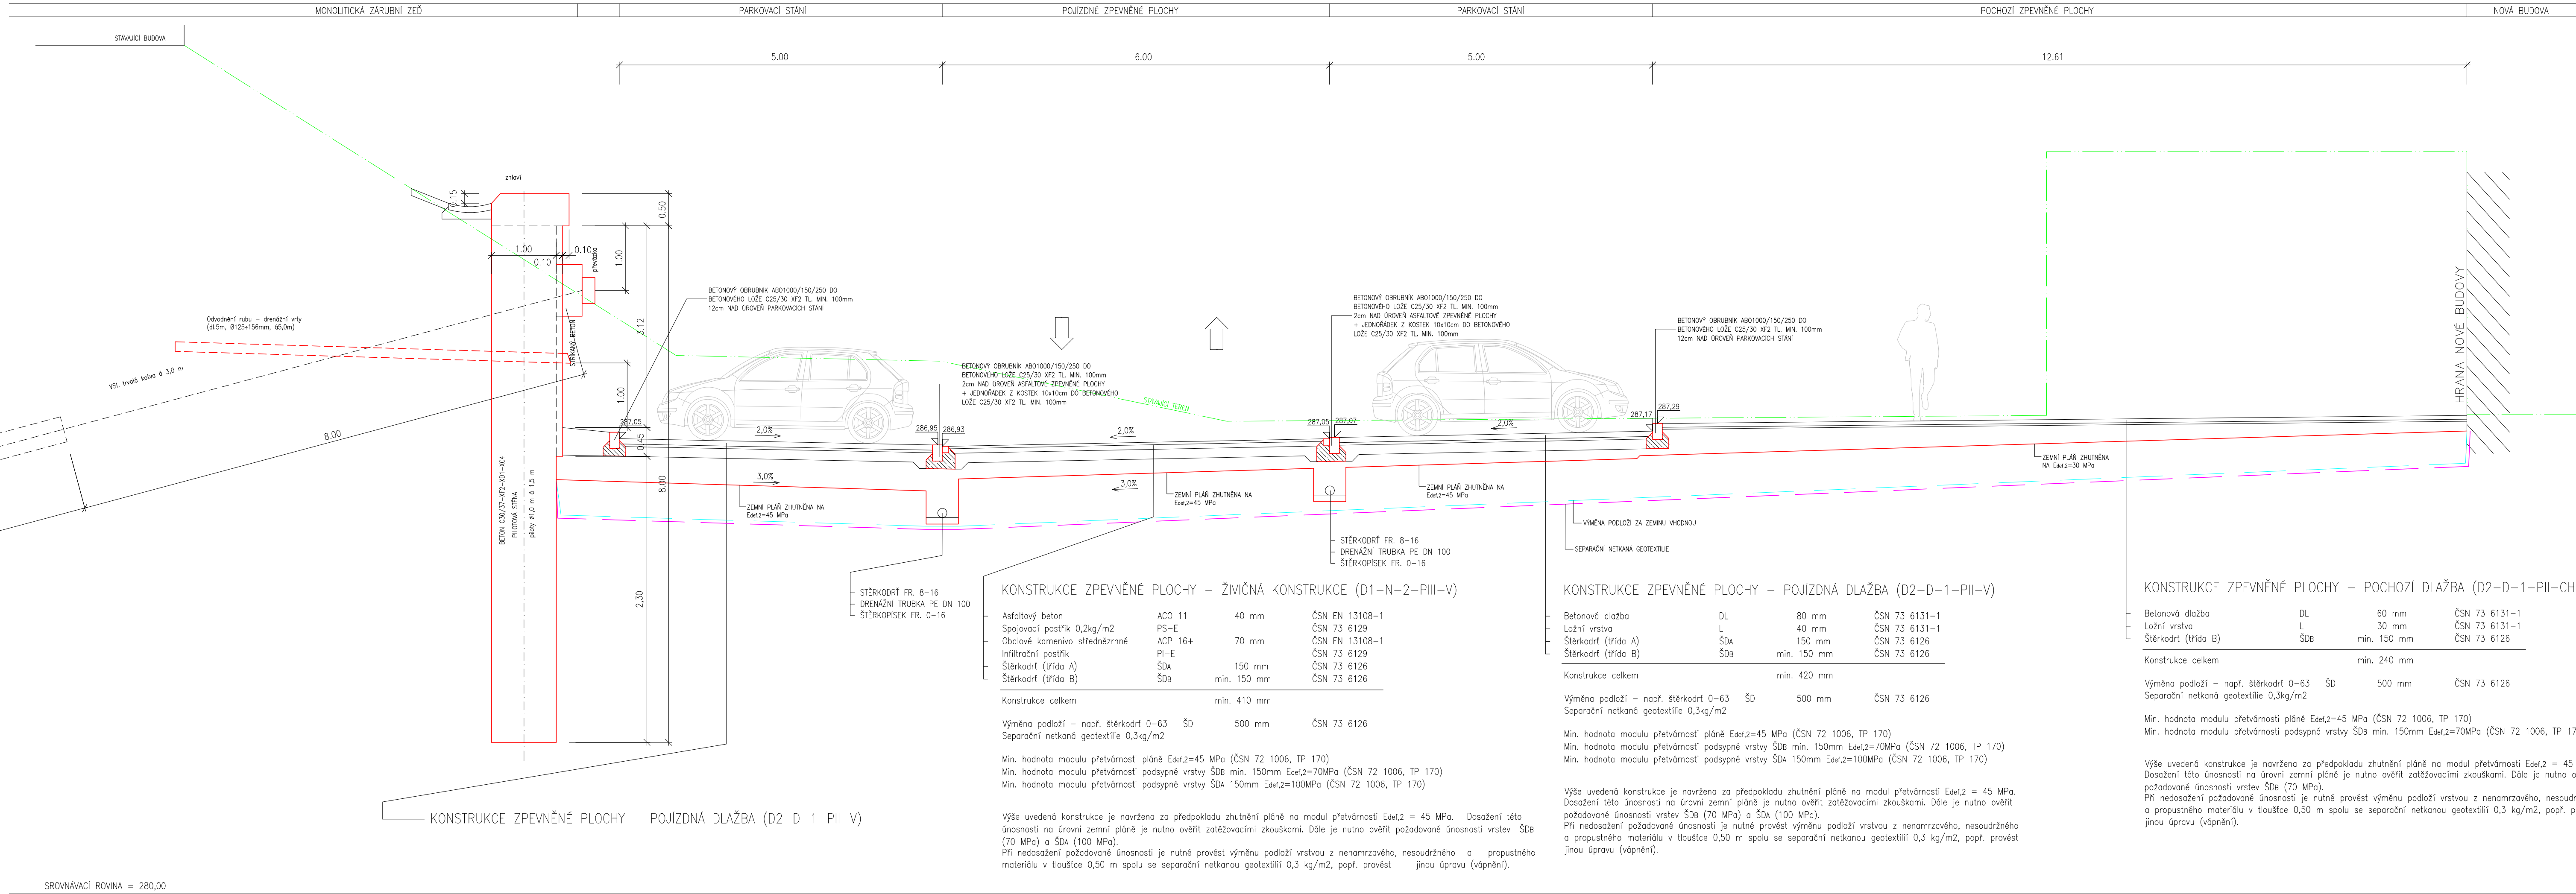 MONOLITICKÁ ZÁRUBNÍ ZEĎ
PARKOVACÍ STÁNÍ
POJÍZDNÉ ZPEVNĚNÉ PLOCHY
PARKOVACÍ STÁNÍ
POCHOZÍ ZPEVNĚNÉ PLOCHY
NOVÁ BUDOVA
STÁVAJÍCÍ BUDOVA
5.00
6.00
5.00
12.61
zhlaví
0.15
0.50
1.00
0.10
0.10
převázka
1.00
3.12
STŘÍKANÝ BETON
Odvodnění rubu – drenážní vrty
(dl.5m, Ø125÷156mm, ó5,0m)
VSL trvalá kotva á 3,0 m
8.00
1.00
287,05
0.45
8.00
2,30
BETON C30/37-XF2-XD1-XC4
PILOTOVÁ STĚNA
piloty ø1,0 m á 1,5 m
BETONOVÝ OBRUBNÍK ABO1000/150/250 DO
BETONOVÉHO LOŽE C25/30 XF2 TL. MIN. 100mm
12cm NAD ÚROVEŇ PARKOVACÍCH STÁNÍ
BETONOVÝ OBRUBNÍK ABO1000/150/250 DO
BETONOVÉHO LOŽE C25/30 XF2 TL. MIN. 100mm
2cm NAD ÚROVEŇ ASFALTOVÉ ZPEVNĚNÉ PLOCHY
+ JEDNOŘÁDEK Z KOSTEK 10x10cm DO BETONOVÉHO
LOŽE C25/30 XF2 TL. MIN. 100mm
STÁVAJÍCÍ TERÉN
BETONOVÝ OBRUBNÍK ABO1000/150/250 DO
BETONOVÉHO LOŽE C25/30 XF2 TL. MIN. 100mm
2cm NAD ÚROVEŇ ASFALTOVÉ ZPEVNĚNÉ PLOCHY
+ JEDNOŘÁDEK Z KOSTEK 10x10cm DO BETONOVÉHO
LOŽE C25/30 XF2 TL. MIN. 100mm
BETONOVÝ OBRUBNÍK ABO1000/150/250 DO
BETONOVÉHO LOŽE C25/30 XF2 TL. MIN. 100mm
12cm NAD ÚROVEŇ PARKOVACÍCH STÁNÍ
HRANA NOVÉ BUDOVY
2,0%
286,95
286,93
2,0%
287,05
287,07
2,0%
287,17
287,29
3,0%
3,0%
ZEMNÍ PLÁŇ ZHUTNĚNA NA
Edef,2=45 MPa
ZEMNÍ PLÁŇ ZHUTNĚNA NA
Edef,2=45 MPa
ZEMNÍ PLÁŇ ZHUTNĚNA NA
Edef,2=45 MPa
ZEMNÍ PLÁŇ ZHUTNĚNA
NA Edef,2=30 MPa
VÝMĚNA PODLOŽÍ ZA ZEMINU VHODNOU
SEPARAČNÍ NETKANÁ GEOTEXTILIE
STĚRKODRŤ FR. 8-16
DRENÁŽNÍ TRUBKA PE DN 100
ŠTĚRKOPÍSEK FR. 0-16
STĚRKODRŤ FR. 8-16
DRENÁŽNÍ TRUBKA PE DN 100
ŠTĚRKOPÍSEK FR. 0-16
KONSTRUKCE ZPEVNĚNÉ PLOCHY – POJÍZDNÁ DLAŽBA (D2-D-1-PII-V)
KONSTRUKCE ZPEVNĚNÉ PLOCHY – ŽIVIČNÁ KONSTRUKCE (D1-N-2-PIII-V)
Asfaltový beton ACO 11 40 mm ČSN EN 13108-1
Spojovací postřik 0,2kg/m2 PS-E ČSN 73 6129
Obalové kamenivo střednězrnné ACP 16+ 70 mm ČSN EN 13108-1
Infiltrační postřik PI-E ČSN 73 6129
Štěrkodrť (třída A) ŠDA 150 mm ČSN 73 6126
Štěrkodrť (třída B) ŠDB min. 150 mm ČSN 73 6126
Konstrukce celkem min. 410 mm
Výměna podloží – např. štěrkodrť 0-63 ŠD 500 mm ČSN 73 6126
Separační netkaná geotextílie 0,3kg/m2
Min. hodnota modulu přetvárnosti pláně Edef,2=45 MPa (ČSN 72 1006, TP 170)
Min. hodnota modulu přetvárnosti podsypné vrstvy ŠDB min. 150mm Edef,2=70MPa (ČSN 72 1006, TP 170)
Min. hodnota modulu přetvárnosti podsypné vrstvy ŠDA 150mm Edef,2=100MPa (ČSN 72 1006, TP 170)
Výše uvedená konstrukce je navržena za předpokladu zhutnění pláně na modul přetvárnosti Edef,2 = 45 MPa. Dosažení této
únosnosti na úrovni zemní pláně je nutno ověřit zatěžovacími zkouškami. Dále je nutno ověřit požadované únosnosti vrstev ŠDB
(70 MPa) a ŠDA (100 MPa).
Při nedosažení požadované únosnosti je nutné provést výměnu podloží vrstvou z nenamrzavého, nesoudržného a propustného
materiálu v tloušťce 0,50 m spolu se separační netkanou geotextilií 0,3 kg/m2, popř. provést jinou úpravu (vápnění).
KONSTRUKCE ZPEVNĚNÉ PLOCHY – POJÍZDNÁ DLAŽBA (D2-D-1-PII-V)
Betonová dlažba DL 80 mm ČSN 73 6131-1
Ložní vrstva L 40 mm ČSN 73 6131-1
Štěrkodrť (třída A) ŠDA 150 mm ČSN 73 6126
Štěrkodrť (třída B) ŠDB min. 150 mm ČSN 73 6126
Konstrukce celkem min. 420 mm
Výměna podloží – např. štěrkodrť 0-63 ŠD 500 mm ČSN 73 6126
Separační netkaná geotextílie 0,3kg/m2
Min. hodnota modulu přetvárnosti pláně Edef,2=45 MPa (ČSN 72 1006, TP 170)
Min. hodnota modulu přetvárnosti podsypné vrstvy ŠDB min. 150mm Edef,2=70MPa (ČSN 72 1006, TP 170)
Min. hodnota modulu přetvárnosti podsypné vrstvy ŠDA 150mm Edef,2=100MPa (ČSN 72 1006, TP 170)
Výše uvedená konstrukce je navržena za předpokladu zhutnění pláně na modul přetvárnosti Edef,2 = 45 MPa.
Dosažení této únosnosti na úrovni zemní pláně je nutno ověřit zatěžovacími zkouškami. Dále je nutno ověřit
požadované únosnosti vrstev ŠDB (70 MPa) a ŠDA (100 MPa).
Při nedosažení požadované únosnosti je nutné provést výměnu podloží vrstvou z nenamrzavého, nesoudržného
a propustného materiálu v tloušťce 0,50 m spolu se separační netkanou geotextilií 0,3 kg/m2, popř. provést
jinou úpravu (vápnění).
KONSTRUKCE ZPEVNĚNÉ PLOCHY – POCHOZÍ DLAŽBA (D2-D-1-PII-CH
Betonová dlažba DL 60 mm ČSN 73 6131-1
Ložní vrstva L 30 mm ČSN 73 6131-1
Štěrkodrť (třída B) ŠDB min. 150 mm ČSN 73 6126
Konstrukce celkem min. 240 mm
Výměna podloží – např. štěrkodrť 0-63 ŠD 500 mm ČSN 73 6126
Separační netkaná geotextílie 0,3kg/m2
Min. hodnota modulu přetvárnosti pláně Edef,2=45 MPa (ČSN 72 1006, TP 170)
Min. hodnota modulu přetvárnosti podsypné vrstvy ŠDB min. 150mm Edef,2=70MPa (ČSN 72 1006, TP 17
Výše uvedená konstrukce je navržena za předpokladu zhutnění pláně na modul přetvárnosti Edef,2 = 45
Dosažení této únosnosti na úrovni zemní pláně je nutno ověřit zatěžovacími zkouškami. Dále je nutno o
požadované únosnosti vrstev ŠDB (70 MPa).
Při nedosažení požadované únosnosti je nutné provést výměnu podloží vrstvou z nenamrzavého, nesoudr
a propustného materiálu v tloušťce 0,50 m spolu se separační netkanou geotextilií 0,3 kg/m2, popř. p
jinou úpravu (vápnění).
SROVNÁVACÍ ROVINA = 280,00